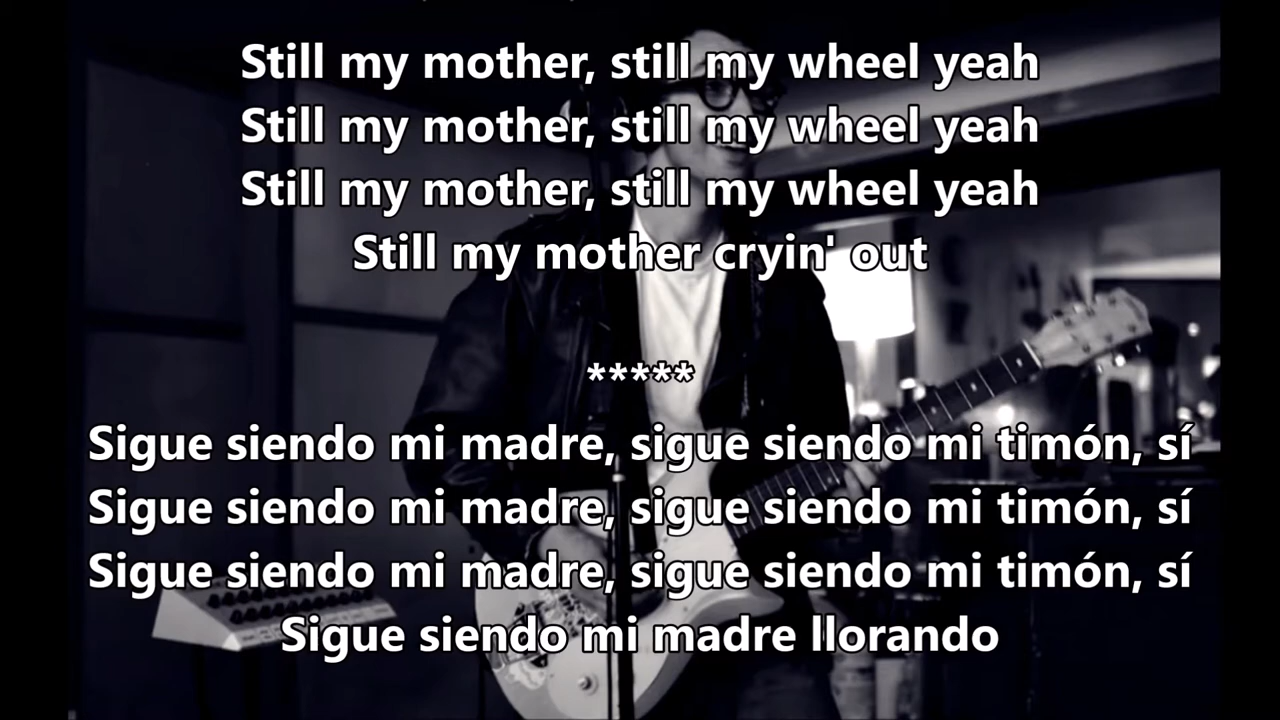 Still my mother, still my wheel yeah
Still my mother, still my wheel yeah
Still my mother, still my wheel yeah
Still my mother cryin' out
*****
Sigue siendo mi madre, sigue siendo mi timón, sí
Sigue siendo mi madre, sigue siendo mi timón, sí
Sigue siendo mi madre, sigue siendo mi timón, sí
Sigue siendo mi madre llorando